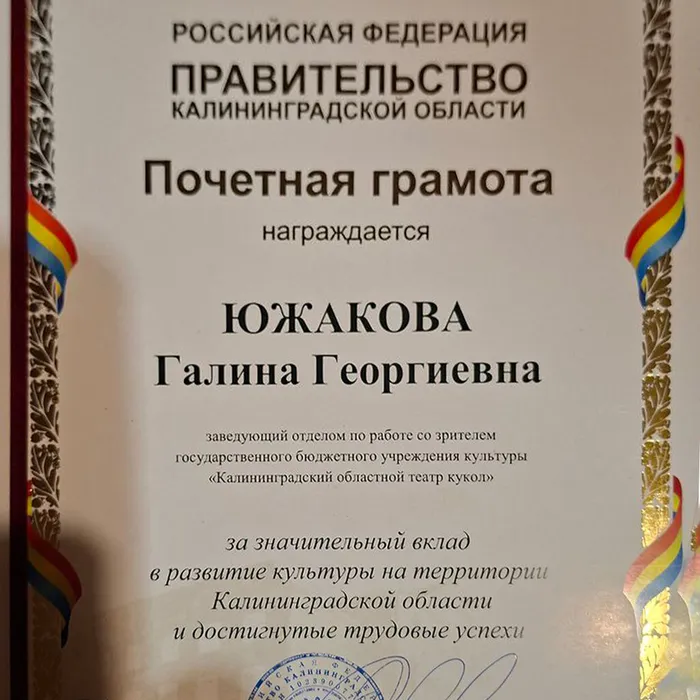 РОССИЙСКАЯ ФЕДЕРАЦИЯ
ПРАВИТЕЛЬСТВО
КАЛИНИНГРАДСКОЙ ОБЛАСТИ
Почетная грамота
награждается
ЮЖАКОВА
Галина Георгиевна
заведующий отделом по работе со зрителем
государственного бюджетного учреждения культуры
«Калининградский областной театр кукол»
за значительный вклад
в развитие культуры на территории
Калининградской области
и достигнутые трудовые успехи